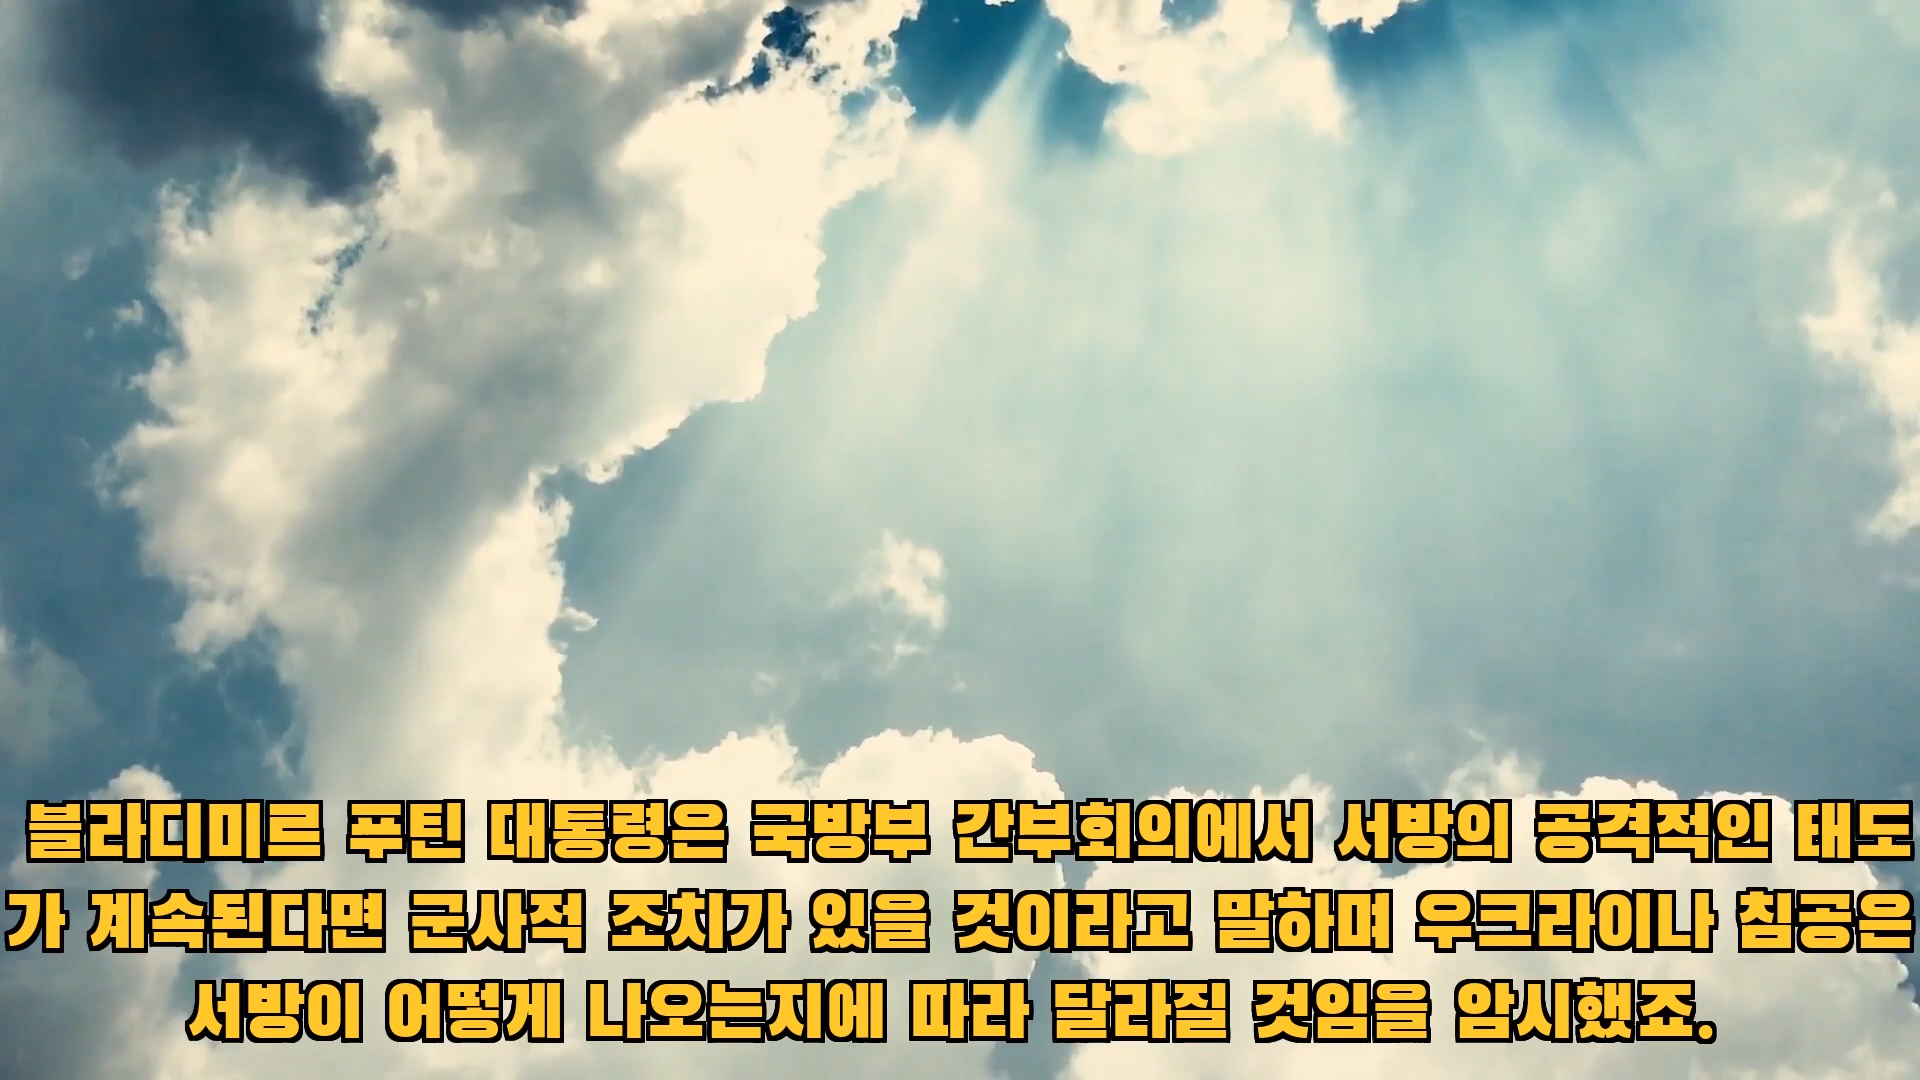 블라디미르 푸틴 대통령은 국방부 간부회의에서 서방의 공격적인 태도
가 계속된다면 군사적 조치가 있을 것이라고 말하며 우크라이나 침공은
서방이 어떻게 나오는지에 따라 달라질 것임을 암시했죠.